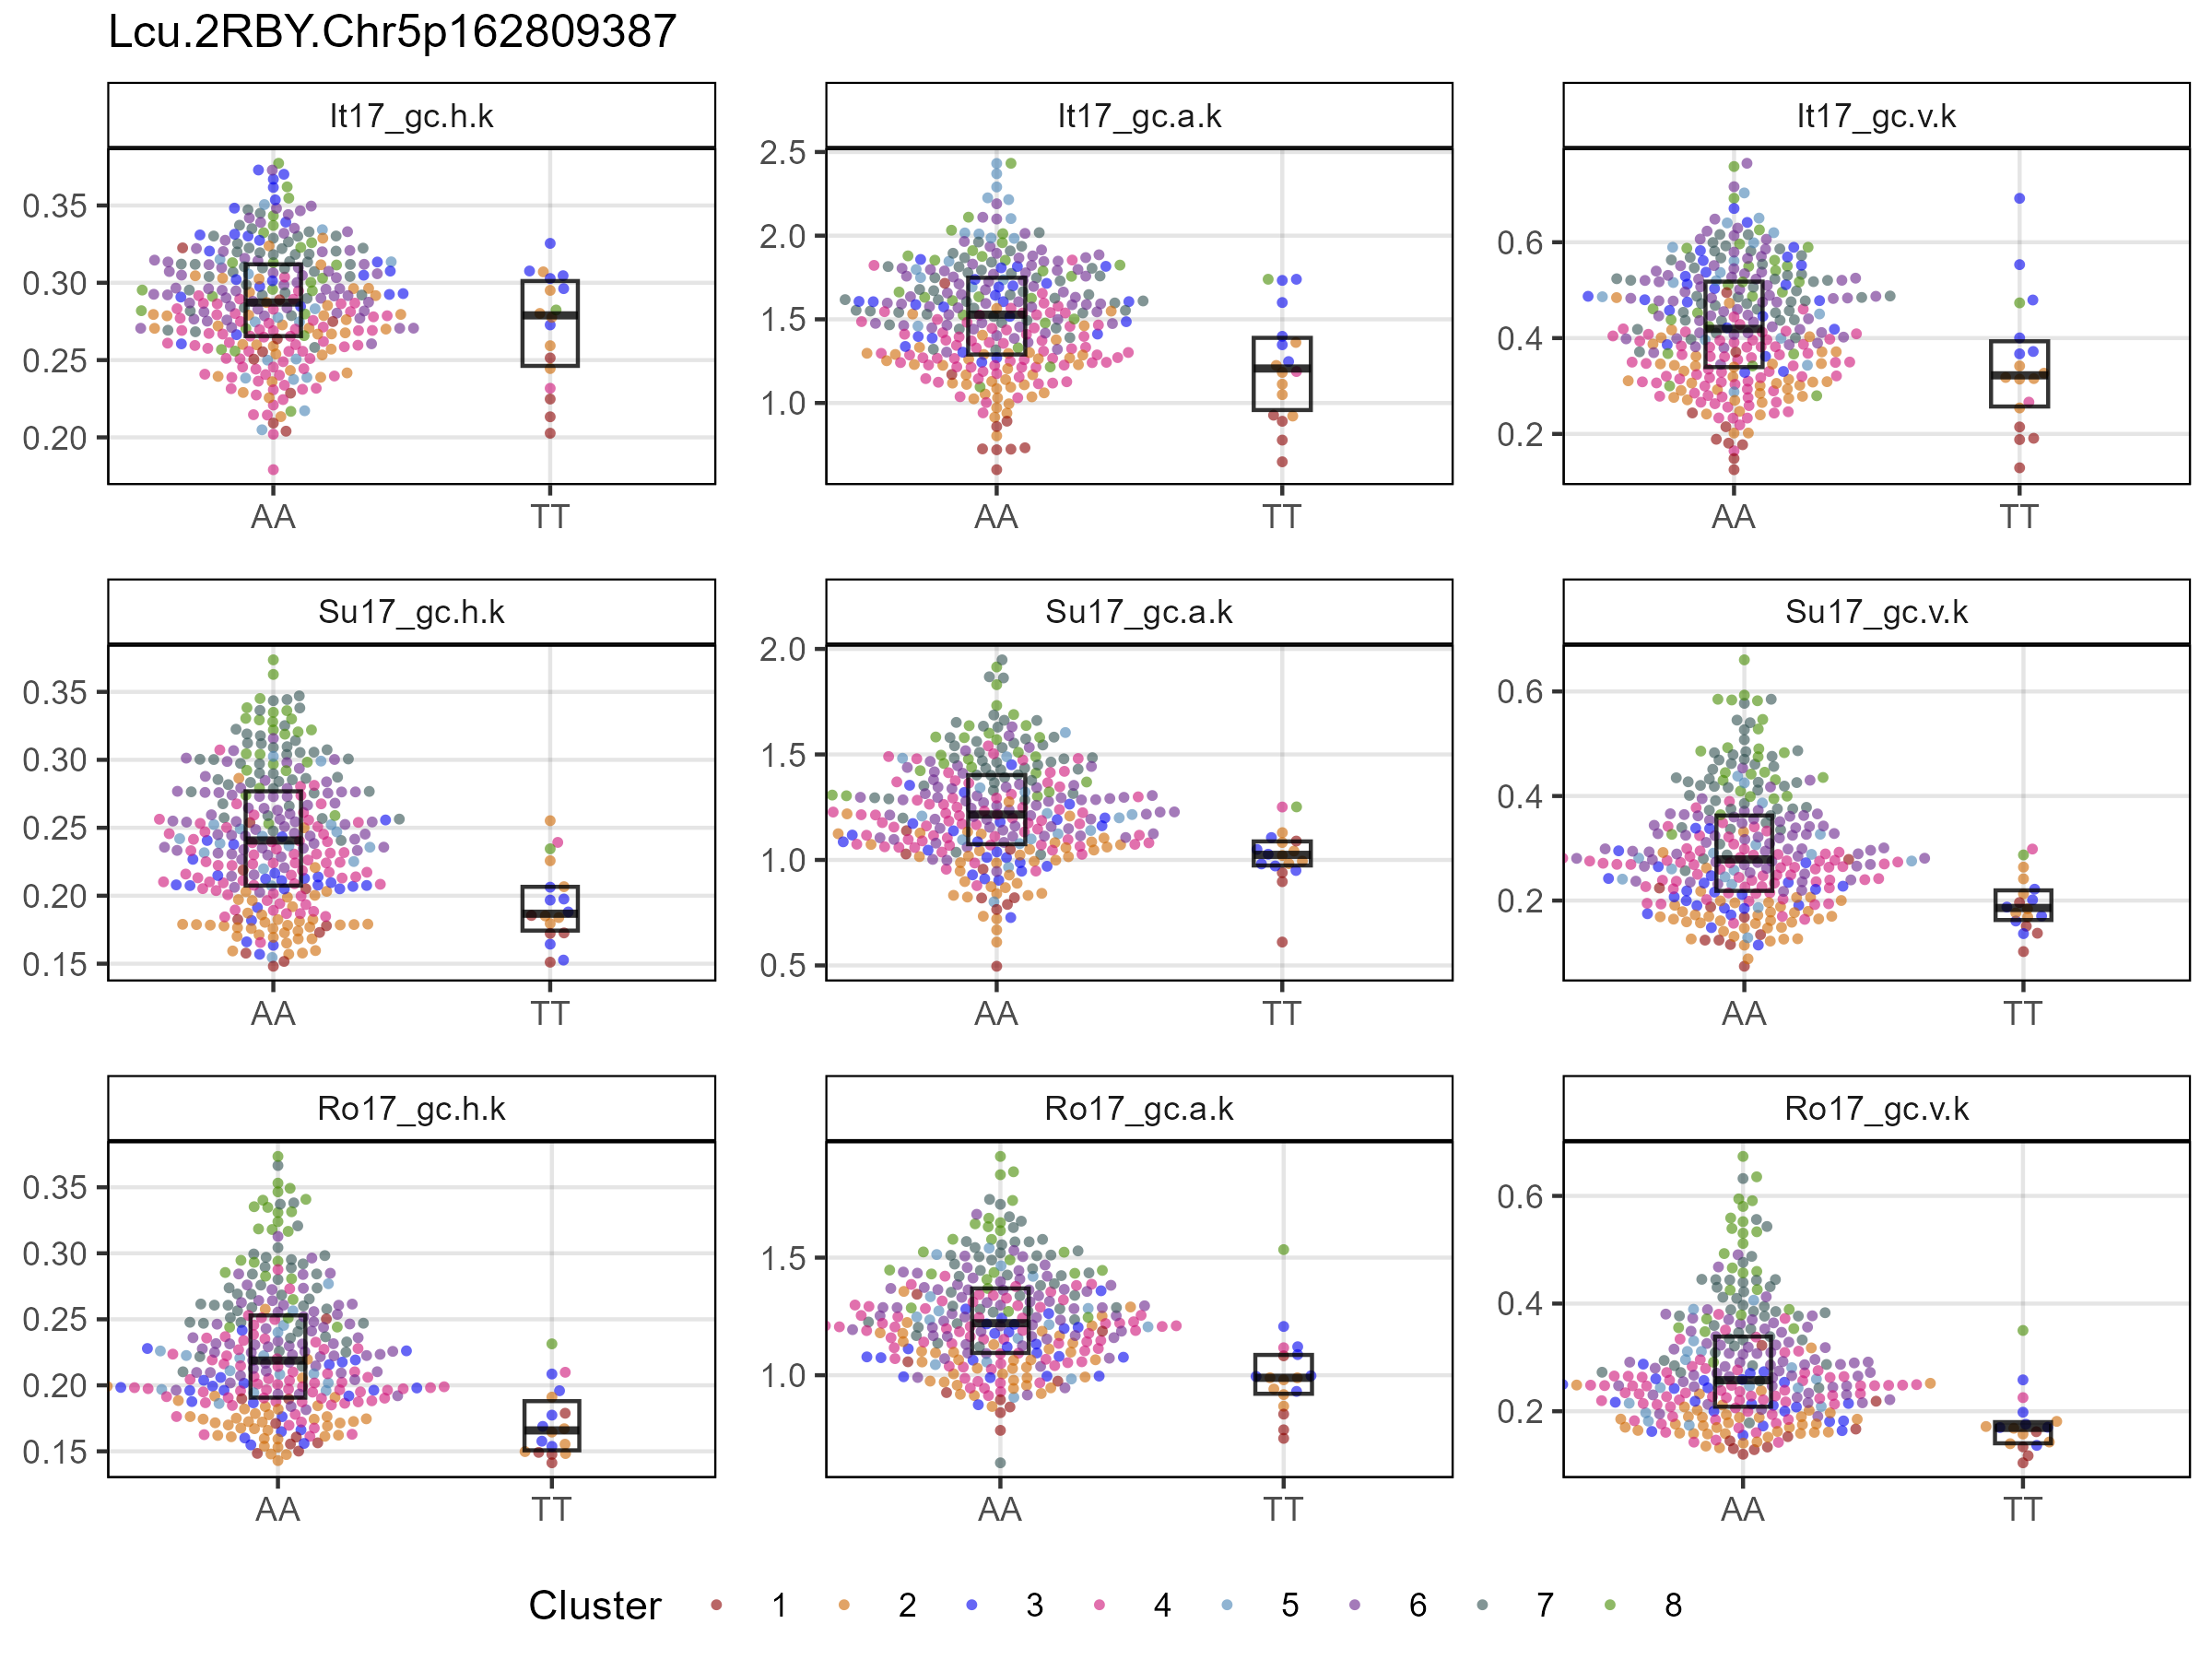 Lcu.2RBY.Chr5p162809387
It17_gc.h.k
It17_gc.a.k
It17_gc.v.k
0.35
0.30
0.25
0.20
AA
TT
2.5
2.0
1.5
1.0
AA
TT
0.6
0.4
0.2
AA
TT
Su17_gc.h.k
Su17_gc.a.k
Su17_gc.v.k
0.35
0.30
0.25
0.20
0.15
AA
TT
2.0
1.5
1.0
0.5
AA
TT
0.6
0.4
0.2
AA
TT
Ro17_gc.h.k
Ro17_gc.a.k
Ro17_gc.v.k
0.35
0.30
0.25
0.20
0.15
AA
TT
1.5
1.0
AA
TT
0.6
0.4
0.2
AA
TT
Cluster 1 2 3 4 5 6 7 8